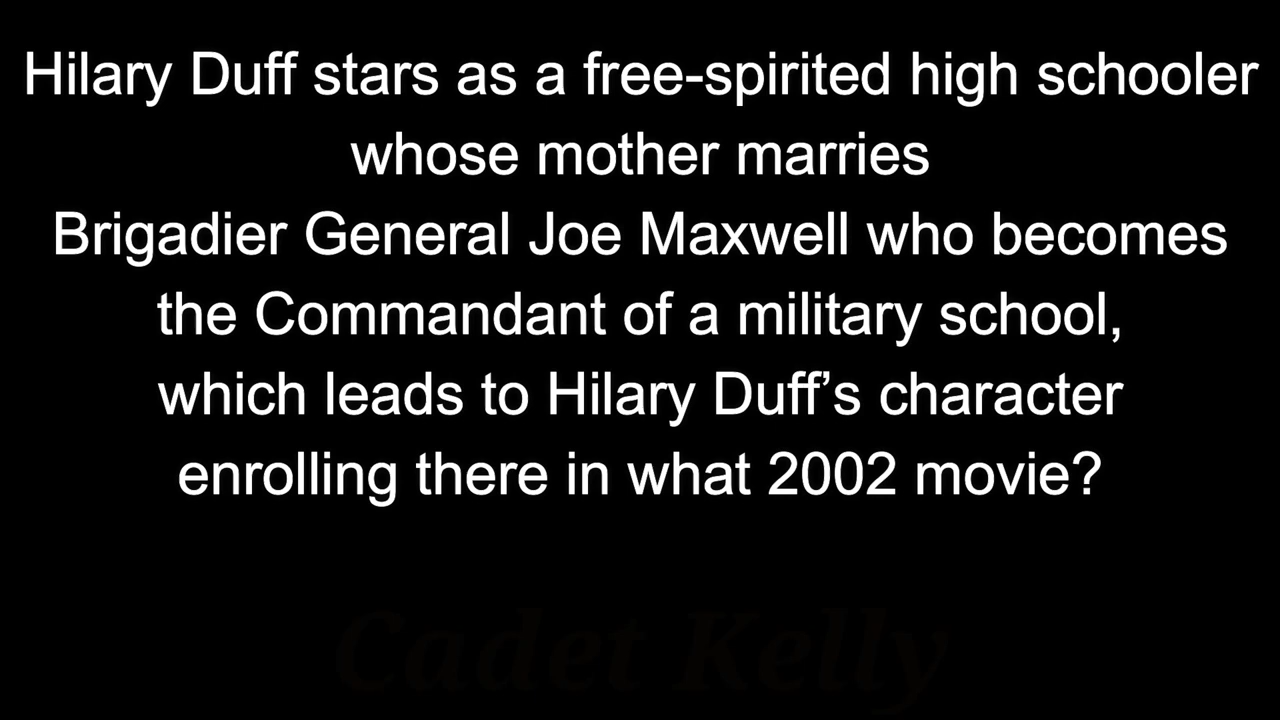 Hilary Duff stars as a free-spirited high schooler
whose mother marries
Brigadier General Joe Maxwell who becomes
the Commandant of a military school,
which leads to Hilary Duff’s character
enrolling there in what 2002 movie?
Cadet Kelly